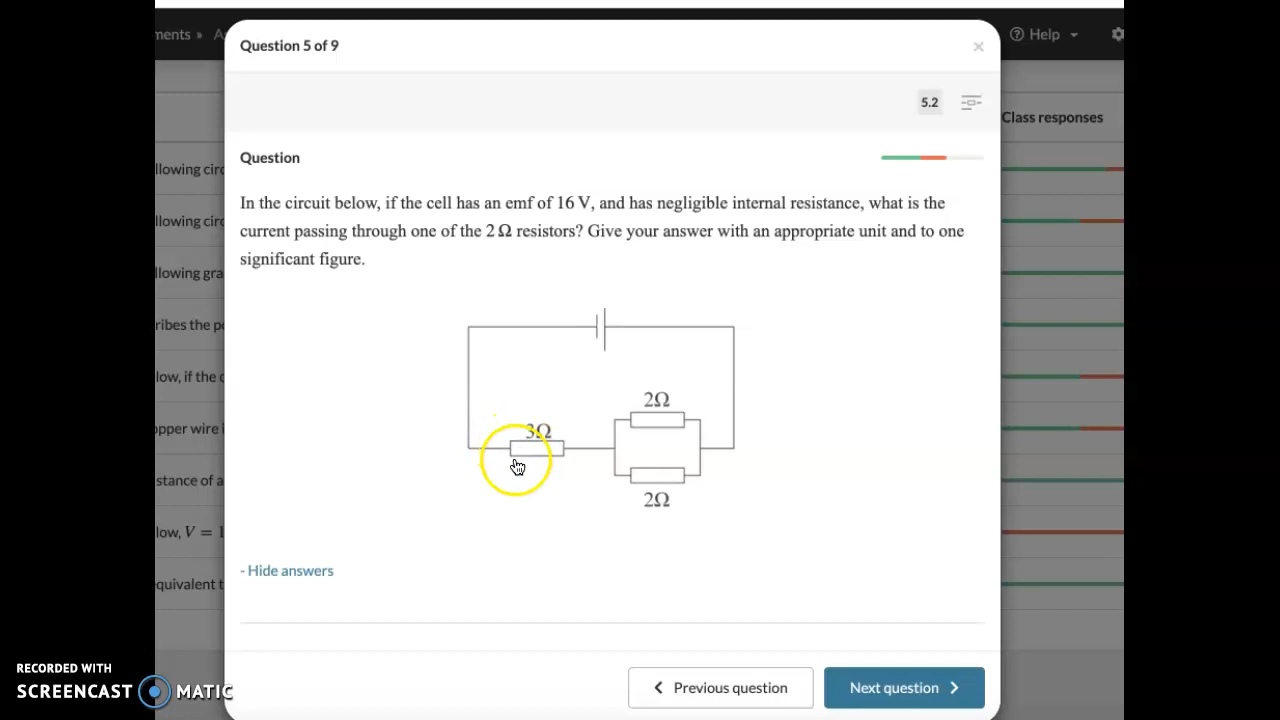 ments » A
Question 5 of 9
×
Help
5.2
Class responses
Question
llowing circ
In the circuit below, if the cell has an emf of 16 V, and has negligible internal resistance, what is the
llowing circ
current passing through one of the 2 Ω resistors? Give your answer with an appropriate unit and to one
significant figure.
llowing gra
ribes the po
low, if the c
2Ω
3Ω
opper wire i
stance of a
2Ω
low, V = 1
- Hide answers
equivalent t
RECORDED WITH
SCREENCAST MATIC
Previous question
Next question